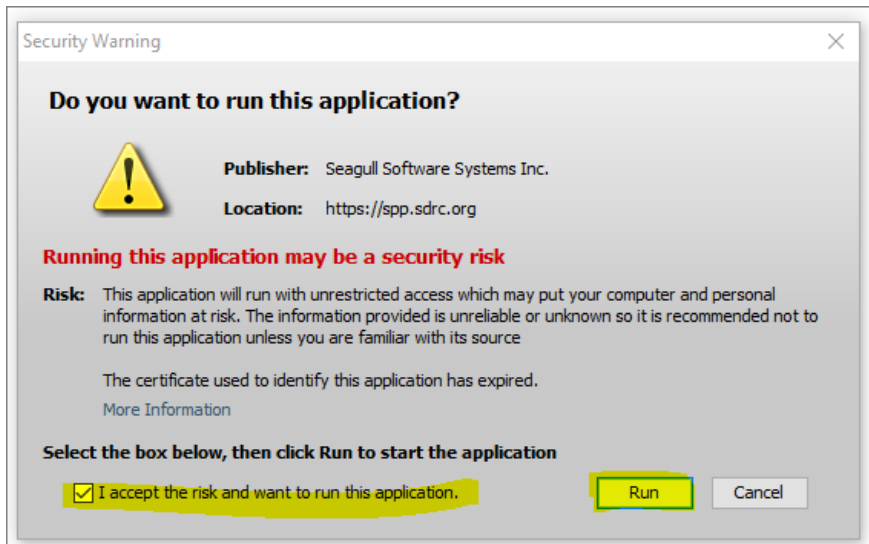 Security Warning
Do you want to run this application?
Publisher: Seagull Software Systems Inc.
Location: https://spp.sdrc.org
Running this application may be a security risk
Risk: This application will run with unrestricted access which may put your computer and personal
information at risk. The information provided is unreliable or unknown so it is recommended not to
run this application unless you are familiar with its source
The certificate used to identify this application has expired.
More Information
Select the box below, then click Run to start the application
I accept the risk and want to run this application.
Run Cancel